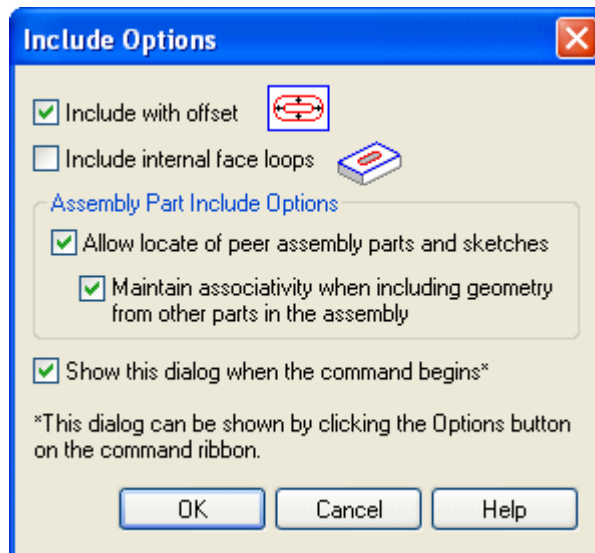 Include Options
Include with offset
Include internal face loops
Assembly Part Include Options
Allow locate of peer assembly parts and sketches
Maintain associativity when including geometry
from other parts in the assembly
Show this dialog when the command begins*
*This dialog can be shown by clicking the Options button
on the command ribbon.
OK
Cancel
Help